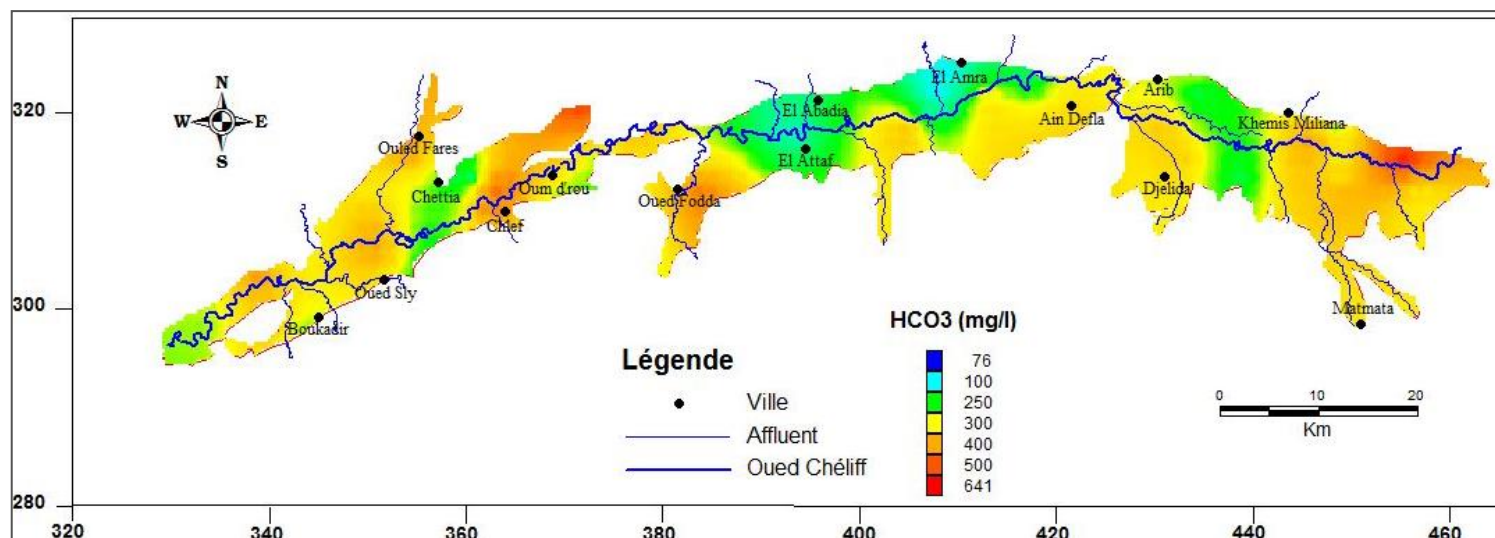 N
W E
S
320
300
280
320 340 360 380 400 420 440 460
Ouled Fares
Chettia
Oum drou
Chlef
Oued Sly
Boukadir
Oued Fodda
El Abadia
El Attaf
El Amra
Ain Defla
Arib
Khemis Miliana
Djelida
Matmata
Légende
Ville
Affluent
Oued Chéliff
HCO3 (mg/l)
76
100
250
300
400
500
641
0 10 20
Km